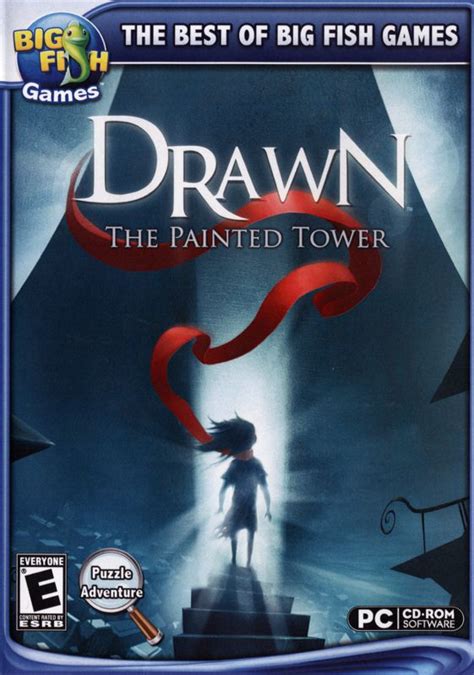 BIG FISH
Games
THE BEST OF BIG FISH GAMES
DRAWN
THE PAINTED TOWER
EVERYONE
E
CONTENT RATED BY
ESRB
Puzzle
Adventure
PC CD-ROM
SOFTWARE